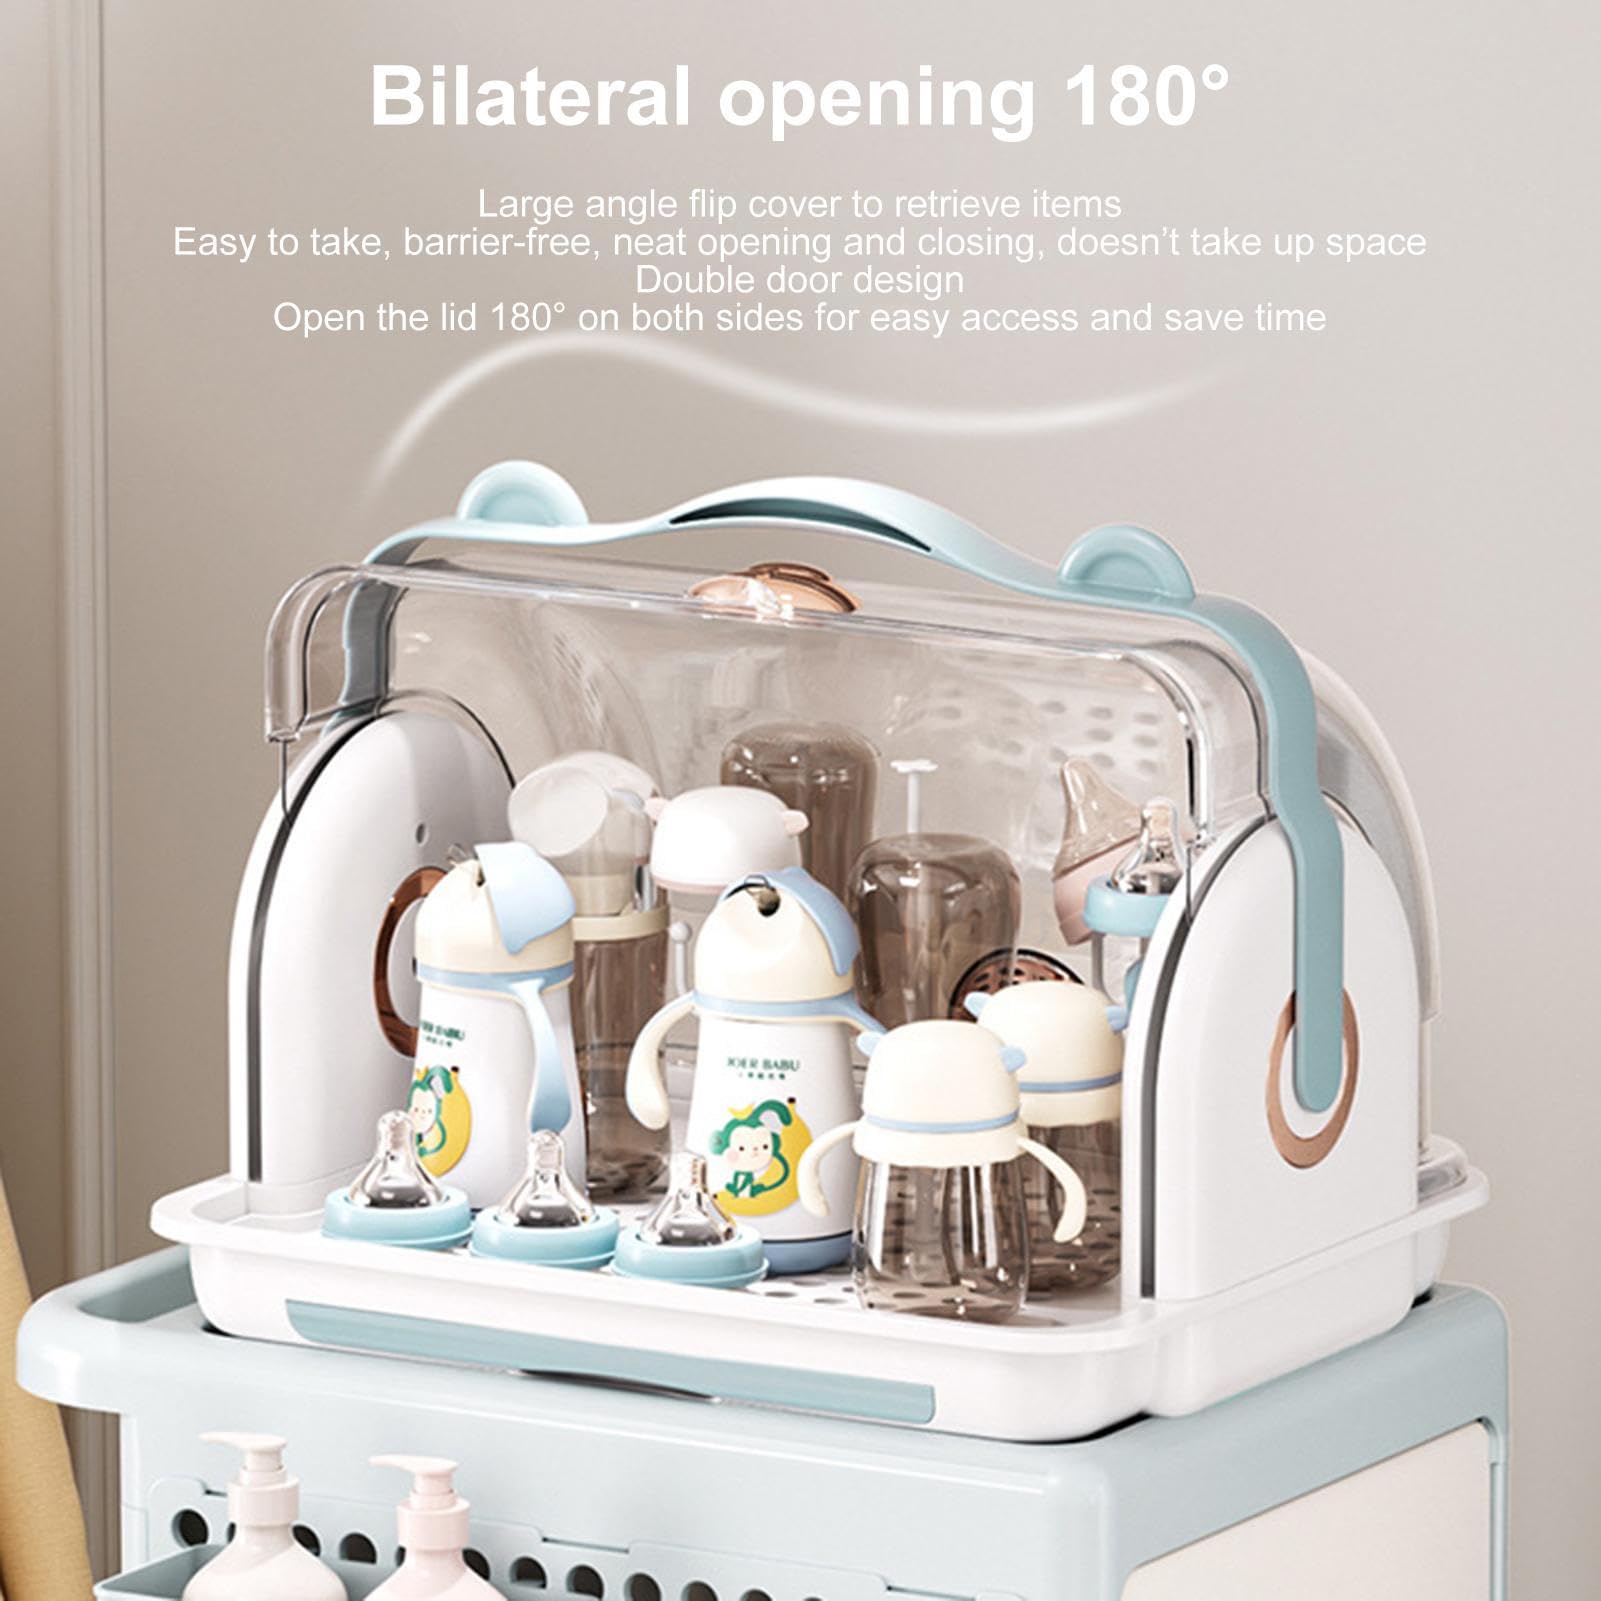 Bilateral opening 180°
Large angle flip cover to retrieve items
Easy to take, barrier-free, neat opening and closing, doesn’t take up space
Double door design
Open the lid 180° on both sides for easy access and save time
JOER BABU